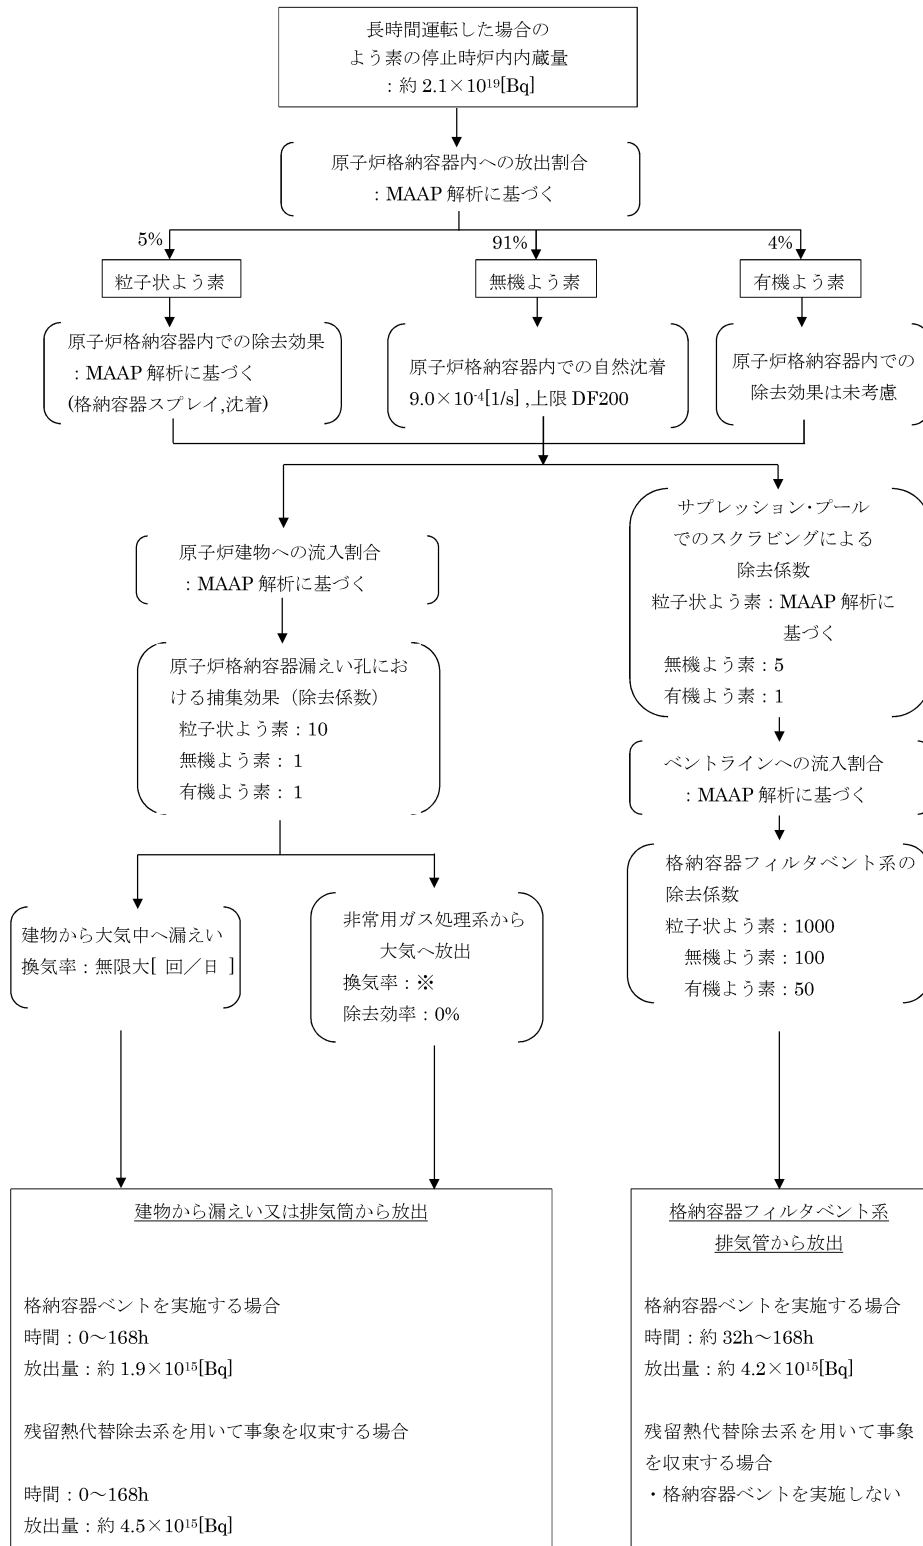 長時間運転した場合の
よう素の停止時炉内内蔵量
：約 2.1×10¹⁹[Bq]
原子炉格納容器内への放出割合
：MAAP 解析に基づく
5%
91%
4%
粒子状よう素
無機よう素
有機よう素
原子炉格納容器内での除去効果
：MAAP 解析に基づく
(格納容器スプレイ,沈着)
原子炉格納容器内での自然沈着
9.0×10⁻⁴[1/s] ,上限 DF200
原子炉格納容器内での
除去効果は未考慮
原子炉建物への流入割合
：MAAP 解析に基づく
原子炉格納容器漏えい孔にお
ける捕集効果（除去係数）
粒子状よう素：10
無機よう素：1
有機よう素：1
サプレッション・プール
でのスクラビングによる
除去係数
粒子状よう素：MAAP 解析に
基づく
無機よう素：5
有機よう素：1
ベントラインへの流入割合
：MAAP 解析に基づく
格納容器フィルタベント系の
除去係数
粒子状よう素：1000
無機よう素：100
有機よう素：50
建物から大気中へ漏えい
換気率：無限大[ 回／日 ]
非常用ガス処理系から
大気へ放出
換気率：※
除去効率：0%
建物から漏えい又は排気筒から放出
格納容器ベントを実施する場合
時間：0～168h
放出量：約 1.9×10¹⁵[Bq]
残留熱代替除去系を用いて事象を収束する場合
時間：0～168h
放出量：約 4.5×10¹⁵[Bq]
格納容器フィルタベント系
排気管から放出
格納容器ベントを実施する場合
時間：約 32h～168h
放出量：約 4.2×10¹⁵[Bq]
残留熱代替除去系を用いて事象
を収束する場合
・格納容器ベントを実施しない